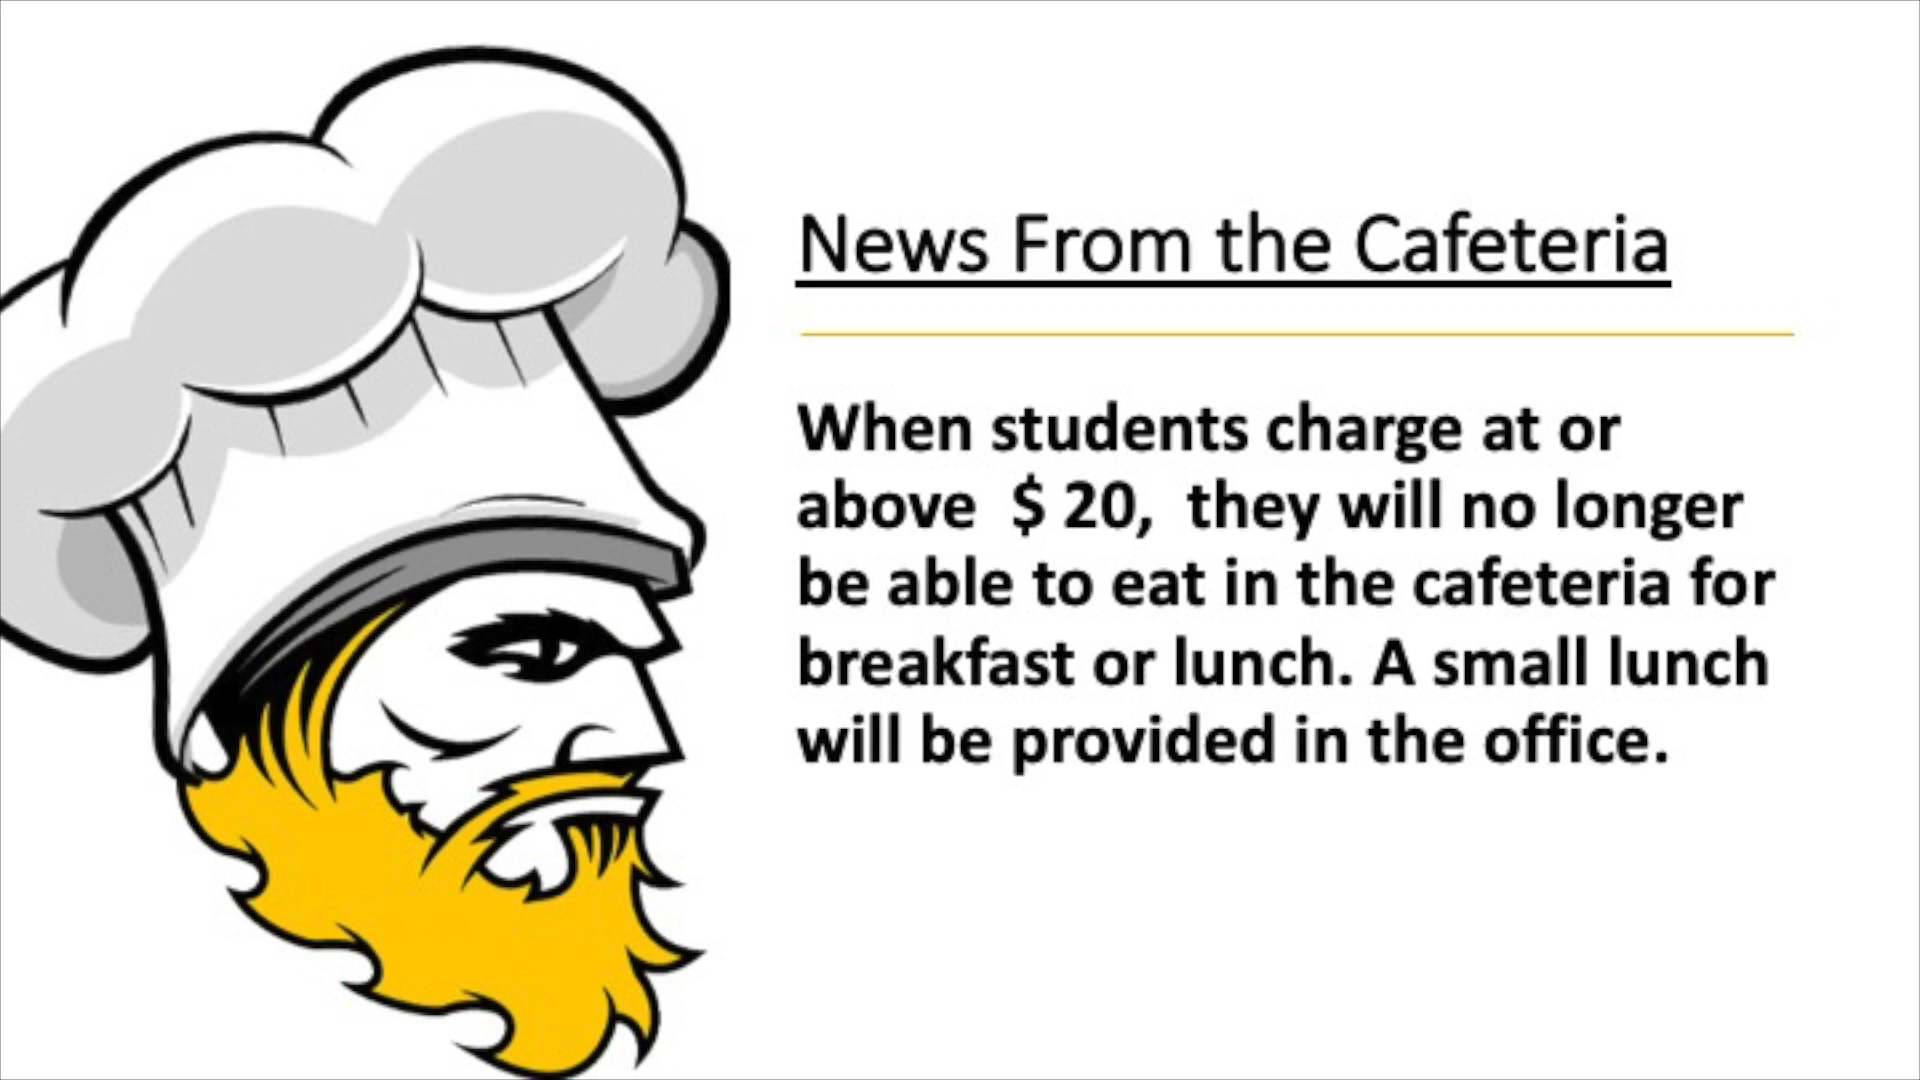 News From the Cafeteria
When students charge at or
above  $ 20,  they will no longer
be able to eat in the cafeteria for
breakfast or lunch. A small lunch
will be provided in the office.